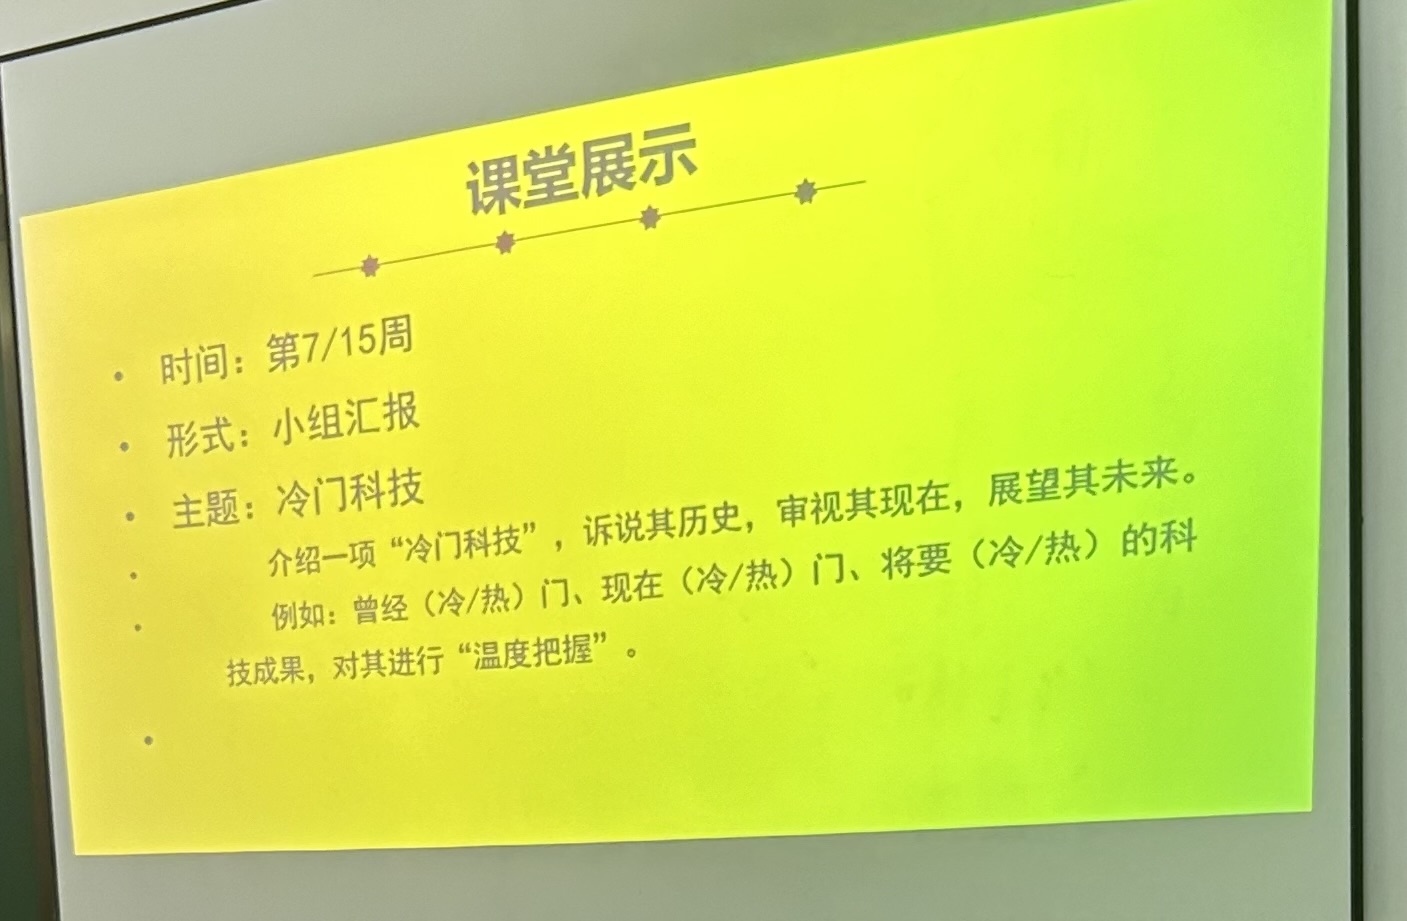 课堂展示
时间：第7/15周
形式：小组汇报
主题：冷门科技
介绍一项“冷门科技”，诉说其历史，审视其现在，展望其未来。
例如：曾经（冷/热）门、现在（冷/热）门、将要（冷/热）的科
技成果，对其进行“温度把握”。